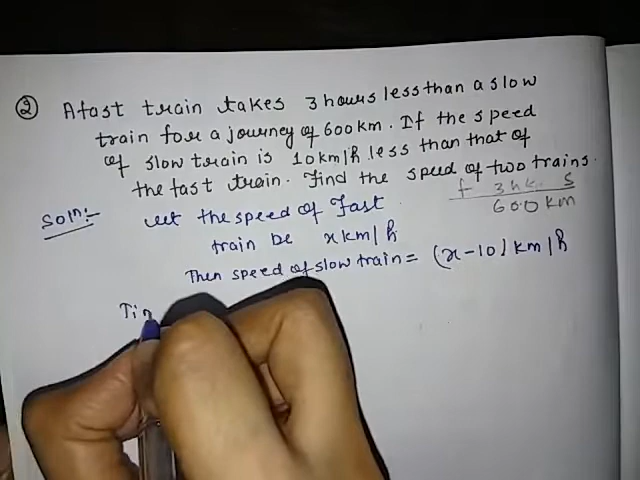 ② A fast train takes 3 hours less than a slow
train for a journey of 600 km. If the speed
of slow train is 10 km/h less than that of
the fast train. Find the speed of two trains.
f 3 h S
600 km
Soln:- Let the speed of fast
train be x km/h
Then speed of slow train = (x-10) km/h
Tim